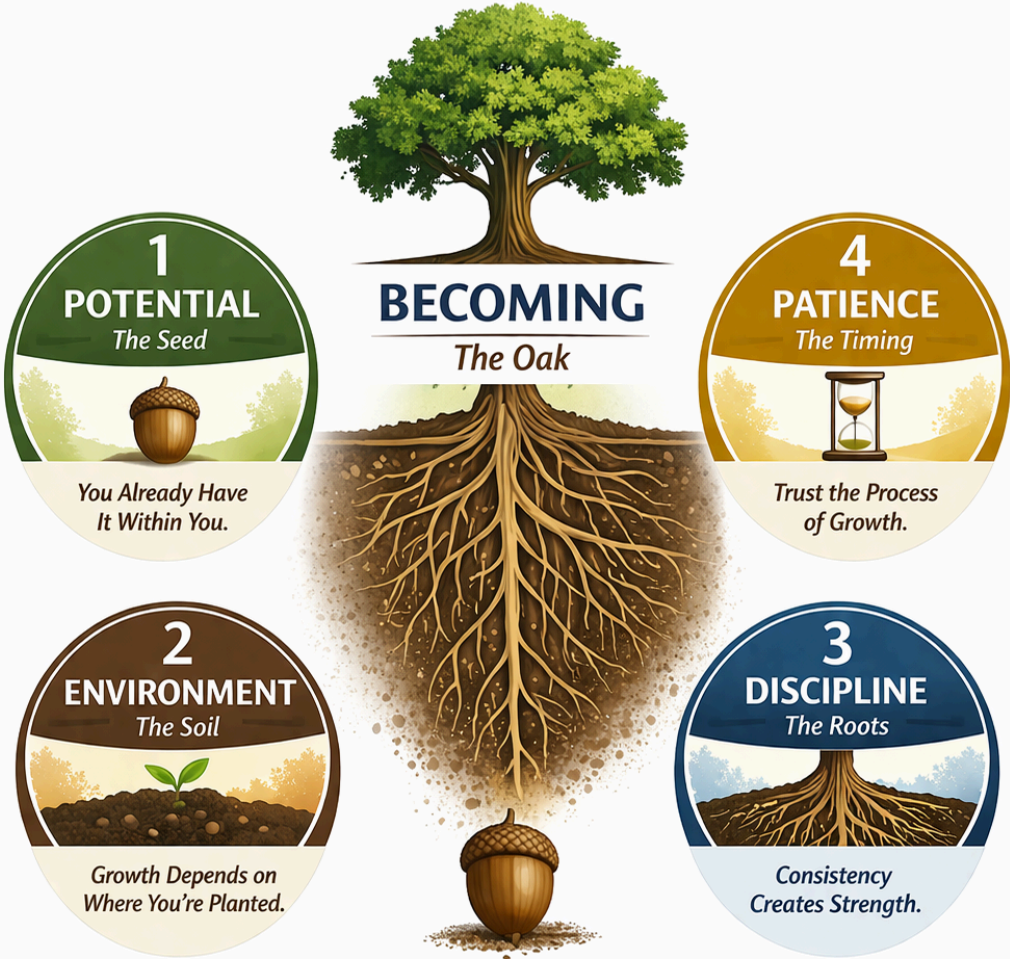 BECOMING
The Oak
1
POTENTIAL
The Seed
You Already Have
It Within You.
2
ENVIRONMENT
The Soil
Growth Depends on
Where You're Planted.
3
DISCIPLINE
The Roots
Consistency
Creates Strength.
4
PATIENCE
The Timing
Trust the Process
of Growth.